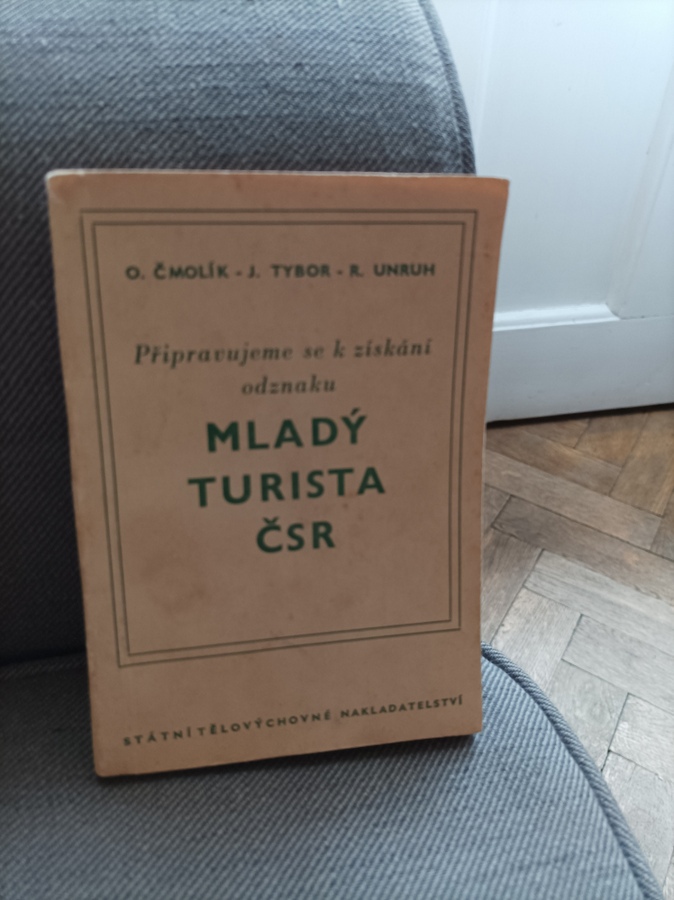 O. ČMOLÍK - J. TYBOR - R. UNRUH
Připravujeme se k získání
odznaku
MLADÝ
TURISTA
ČSR
STÁTNÍ TĚLOVÝCHOVNÉ NAKLADATELSTVÍ